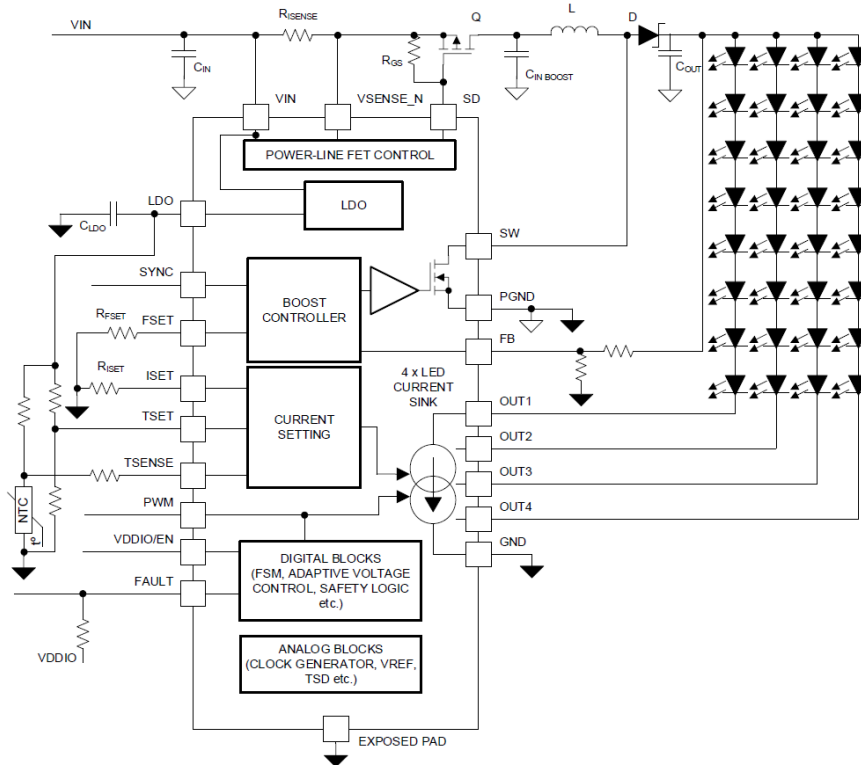 VIN
RISENSE
Q
L
D
RGS
CIN
CIN BOOST
COUT
VIN
VSENSE_N
SD
POWER-LINE FET CONTROL
LDO
LDO
CLDO
SW
SYNC
BOOST
CONTROLLER
PGND
RFSET
FSET
FB
RISET
ISET
4 x LED
CURRENT
SINK
OUT1
TSET
CURRENT
SETTING
OUT2
TSENSE
OUT3
NTC
to
PWM
OUT4
VDDIO/EN
GND
DIGITAL BLOCKS
(FSM, ADAPTIVE VOLTAGE
CONTROL, SAFETY LOGIC
etc.)
FAULT
VDDIO
ANALOG BLOCKS
(CLOCK GENERATOR, VREF,
TSD etc.)
EXPOSED PAD